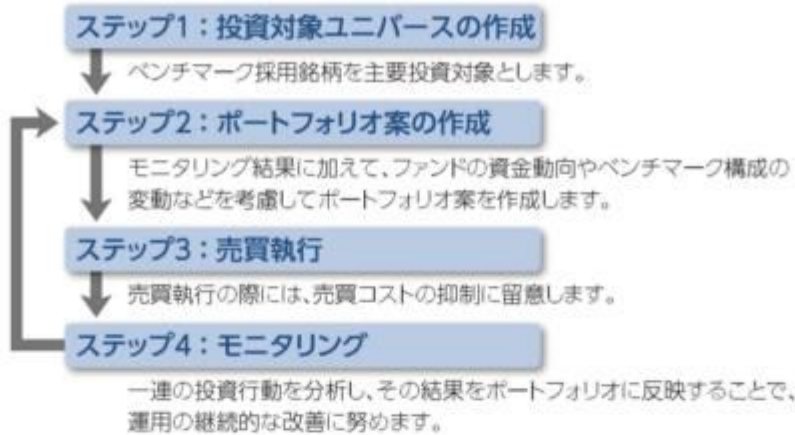 ステップ1：投資対象ユニバースの作成
ベンチマーク採用銘柄を主要投資対象とします。
ステップ2：ポートフォリオ案の作成
モニタリング結果に加えて、ファンドの資金動向やベンチマーク構成の
変動などを考慮してポートフォリオ案を作成します。
ステップ3：売買執行
売買執行の際には、売買コストの抑制に留意します。
ステップ4：モニタリング
一連の投資行動を分析し、その結果をポートフォリオに反映することで、
運用の継続的な改善に努めます。